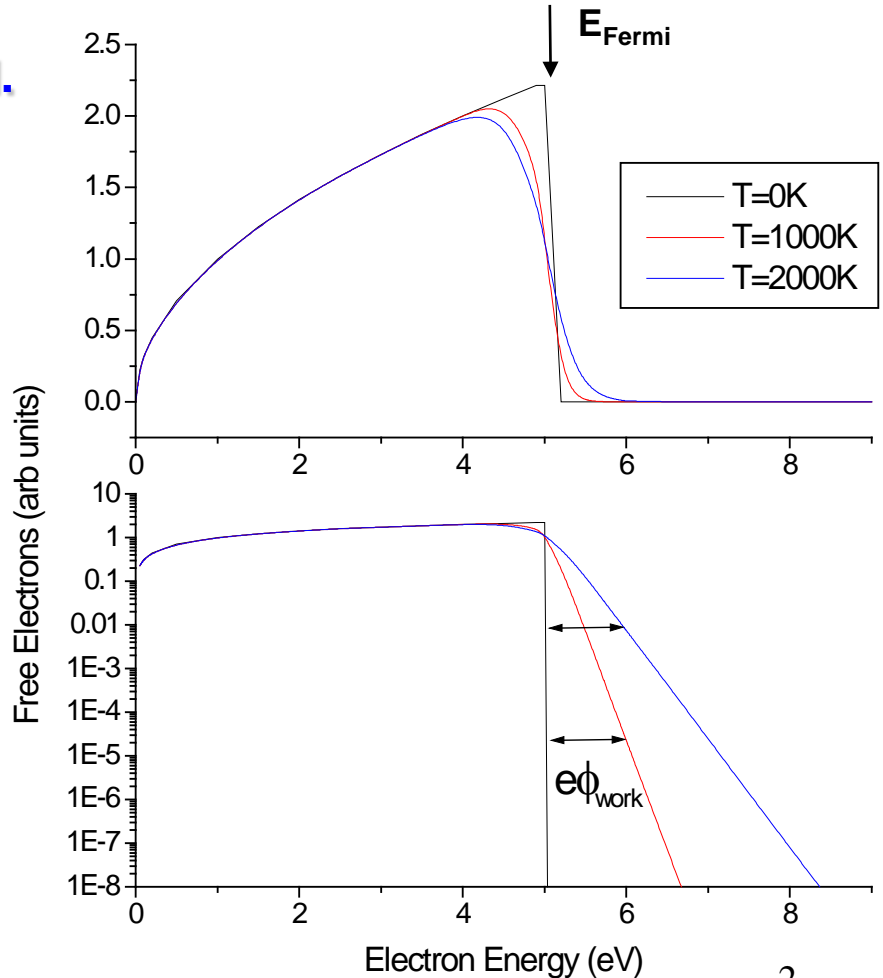 E_Fermi
2.5
2.0
1.5
1.0
0.5
0.0
0 2 4 6 8
T=0K
T=1000K
T=2000K
Free Electrons (arb units)
10
1
0.1
0.01
1E-3
1E-4
1E-5
1E-6
1E-7
1E-8
eϕ_work
0 2 4 6 8
Electron Energy (eV)